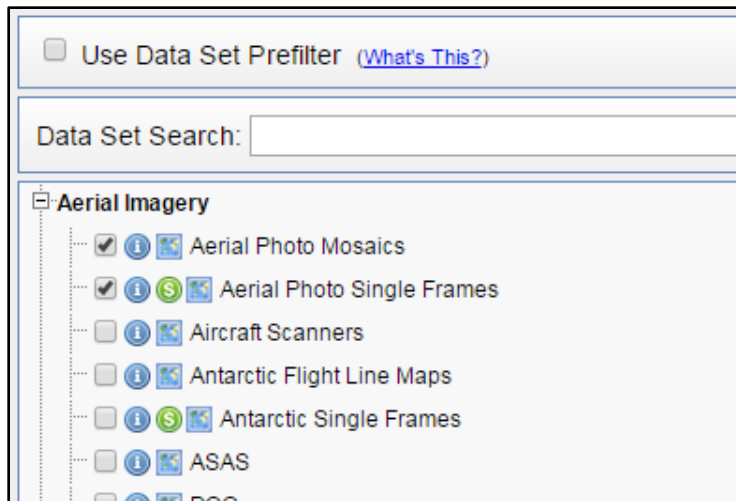 Use Data Set Prefilter (What's This?)
Data Set Search:
Aerial Imagery
Aerial Photo Mosaics
Aerial Photo Single Frames
Aircraft Scanners
Antarctic Flight Line Maps
Antarctic Single Frames
ASAS